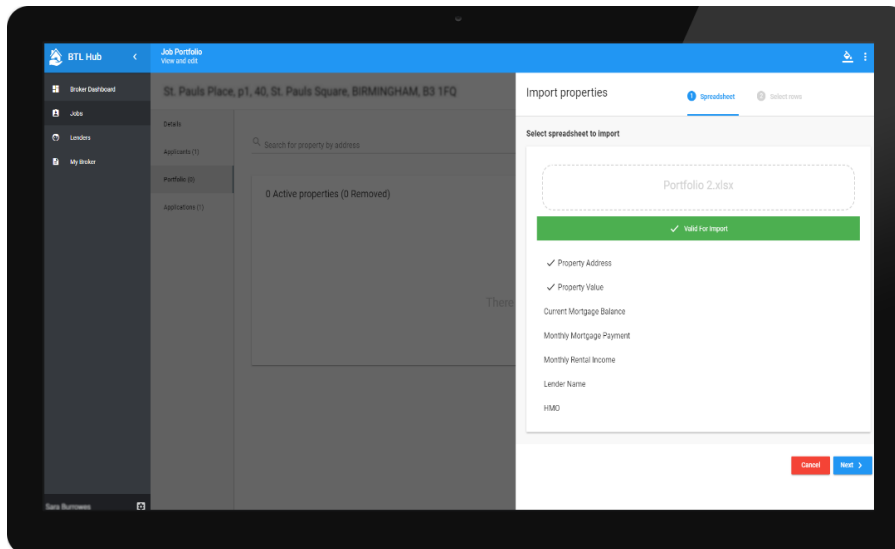 BTL Hub
Job Portfolio
View and edit
Broker Dashboard
Jobs
Lenders
My Broker
Sara Burrowes
St. Pauls Place, p1, 40, St. Pauls Square, BIRMINGHAM, B3 1FQ
Details
Applicants (1)
Portfolio (0)
Applications (1)
Search for property by address
0 Active properties (0 Removed)
There
Import properties
1 Spreadsheet
2 Select rows
Select spreadsheet to import
Portfolio 2.xlsx
Valid For Import
Property Address
Property Value
Current Mortgage Balance
Monthly Mortgage Payment
Monthly Rental Income
Lender Name
HMO
Cancel
Next